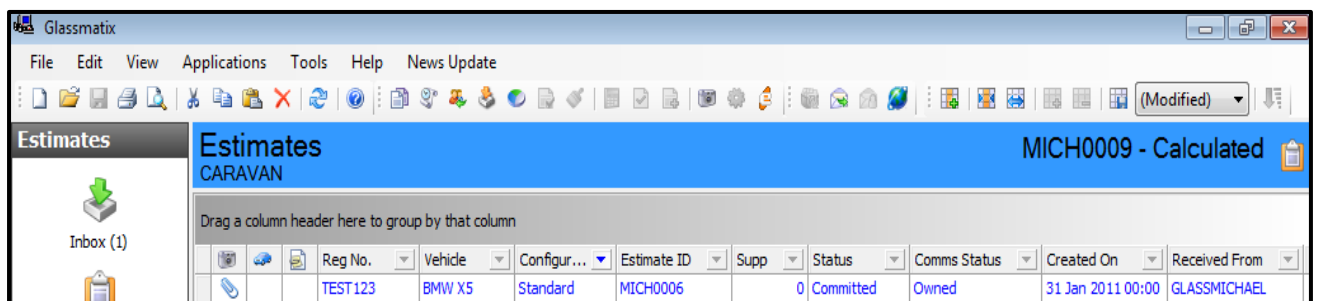 Glassmatix
File Edit View Applications Tools Help News Update
(Modified)
Estimates
Estimates
MICH0009 - Calculated
CARAVAN
Drag a column header here to group by that column
Inbox (1)
Reg No. Vehicle Configur... Estimate ID Supp Status Comms Status Created On Received From
TEST123 BMW X5 Standard MICH0006 0 Committed Owned 31 Jan 2011 00:00 GLASSMICHAEL